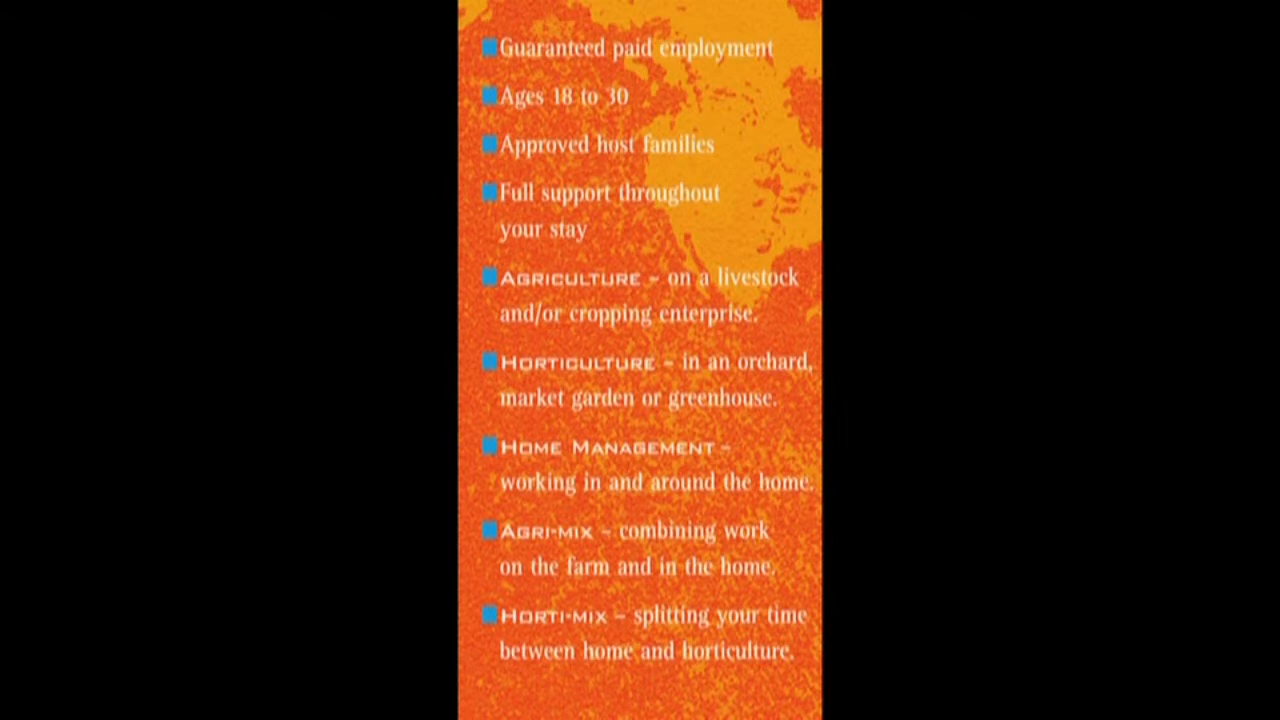 Guaranteed paid employment
Ages 18 to 30
Approved host families
Full support throughout
your stay
AGRICULTURE – on a livestock
and/or cropping enterprise.
HORTICULTURE – in an orchard,
market garden or greenhouse.
HOME MANAGEMENT –
working in and around the home.
AGRI-MIX – combining work
on the farm and in the home.
HORTI-MIX – splitting your time
between home and horticulture.